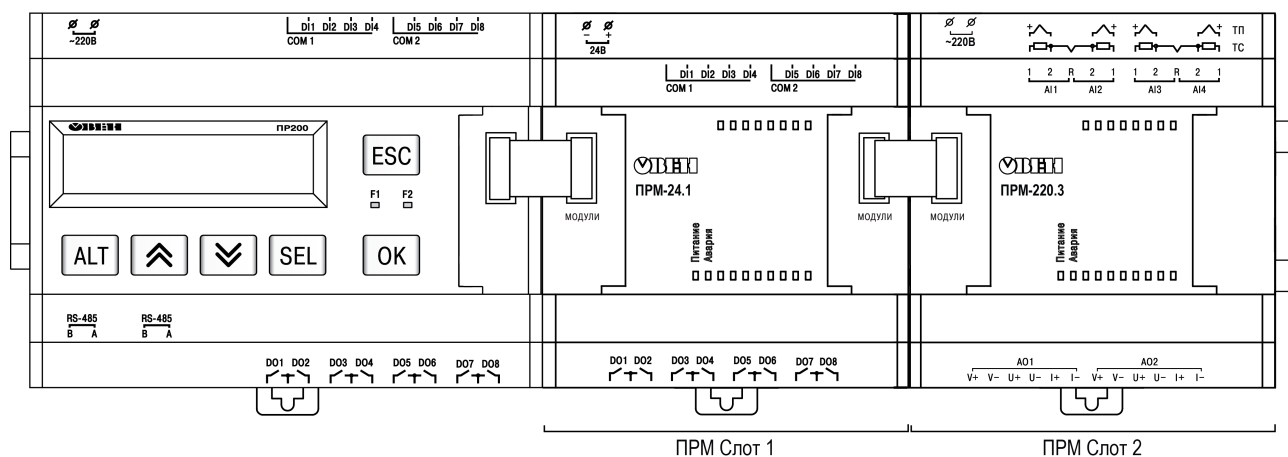 ~220В
DI1 DI2 DI3 DI4 DI5 DI6 DI7 DI8
COM 1 COM 2
- +
24В
DI1 DI2 DI3 DI4 DI5 DI6 DI7 DI8
COM 1 COM 2
~220В
+ + + + ТП
ТС
1 2 R 2 1 1 2 R 2 1
AI1 AI2 AI3 AI4
ОВЕН ПР200
ESC
F1 F2
ALT SEL OK
МОДУЛИ
ОВЕН
ПРМ-24.1
Питание
Авария
МОДУЛИ
МОДУЛИ
ОВЕН
ПРМ-220.3
Питание
Авария
RS-485 RS-485
B A B A
DO1 DO2 DO3 DO4 DO5 DO6 DO7 DO8
DO1 DO2 DO3 DO4 DO5 DO6 DO7 DO8
AO1 AO2
V+ V- U+ U- I+ I- V+ V- U+ U- I+ I-
ПРМ Слот 1 ПРМ Слот 2